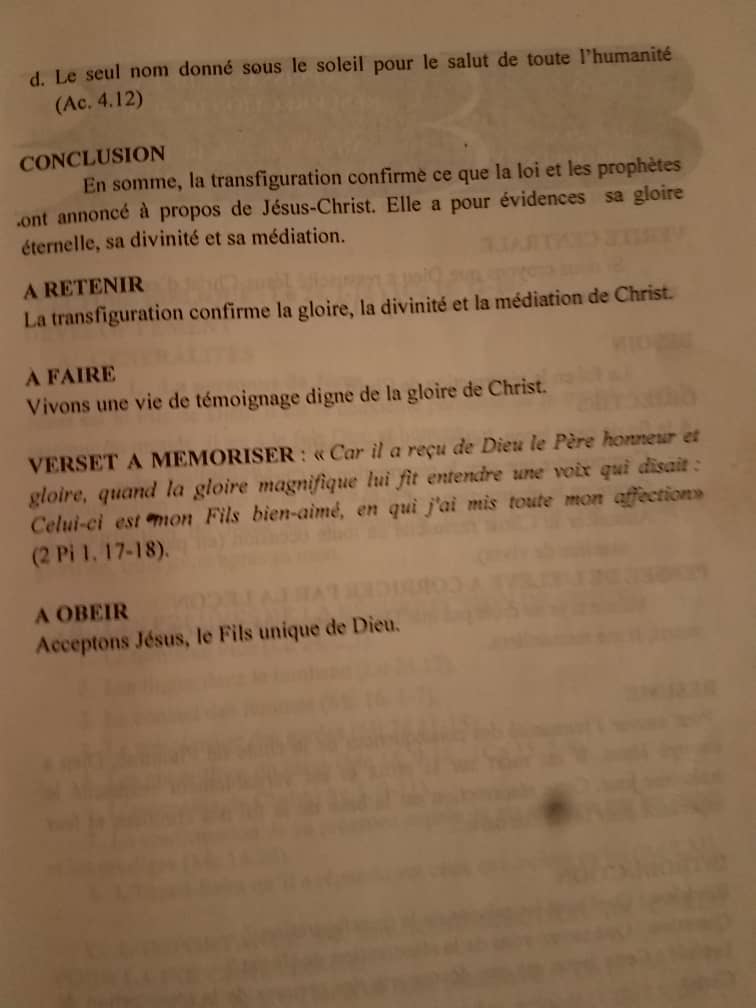 d. Le seul nom donné sous le soleil pour le salut de toute l'humanité
(Ac. 4.12)
CONCLUSION
En somme, la transfiguration confirme ce que la loi et les prophètes
ont annoncé à propos de Jésus-Christ. Elle a pour évidences sa gloire
éternelle, sa divinité et sa médiation.
A RETENIR
La transfiguration confirme la gloire, la divinité et la médiation de Christ.
A FAIRE
Vivons une vie de témoignage digne de la gloire de Christ.
VERSET A MEMORISER : « Car il a reçu de Dieu le Père honneur et
gloire, quand la gloire magnifique lui fit entendre une voix qui disait :
Celui-ci est mon Fils bien-aimé, en qui j'ai mis toute mon affection»
(2 Pi 1. 17-18).
A OBEIR
Acceptons Jésus, le Fils unique de Dieu.